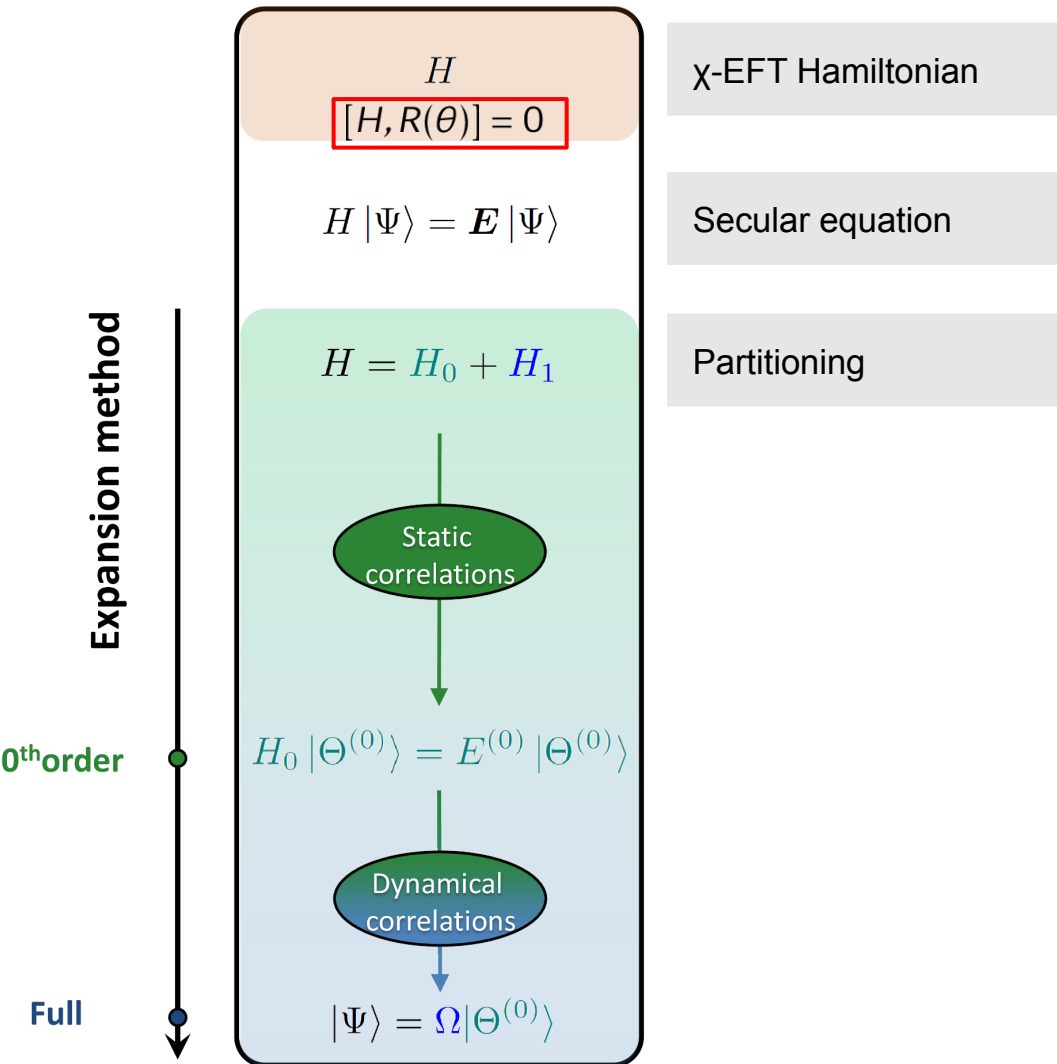 H
[H, R(θ)] = 0
χ-EFT Hamiltonian
H |Ψ⟩ = E |Ψ⟩
Secular equation
H = H₀ + H₁
Partitioning
Expansion method
Static
correlations
0ᵗʰorder
H₀ |Θ⁽⁰⁾⟩ = E⁽⁰⁾ |Θ⁽⁰⁾⟩
Dynamical
correlations
Full
|Ψ⟩ = Ω|Θ⁽⁰⁾⟩